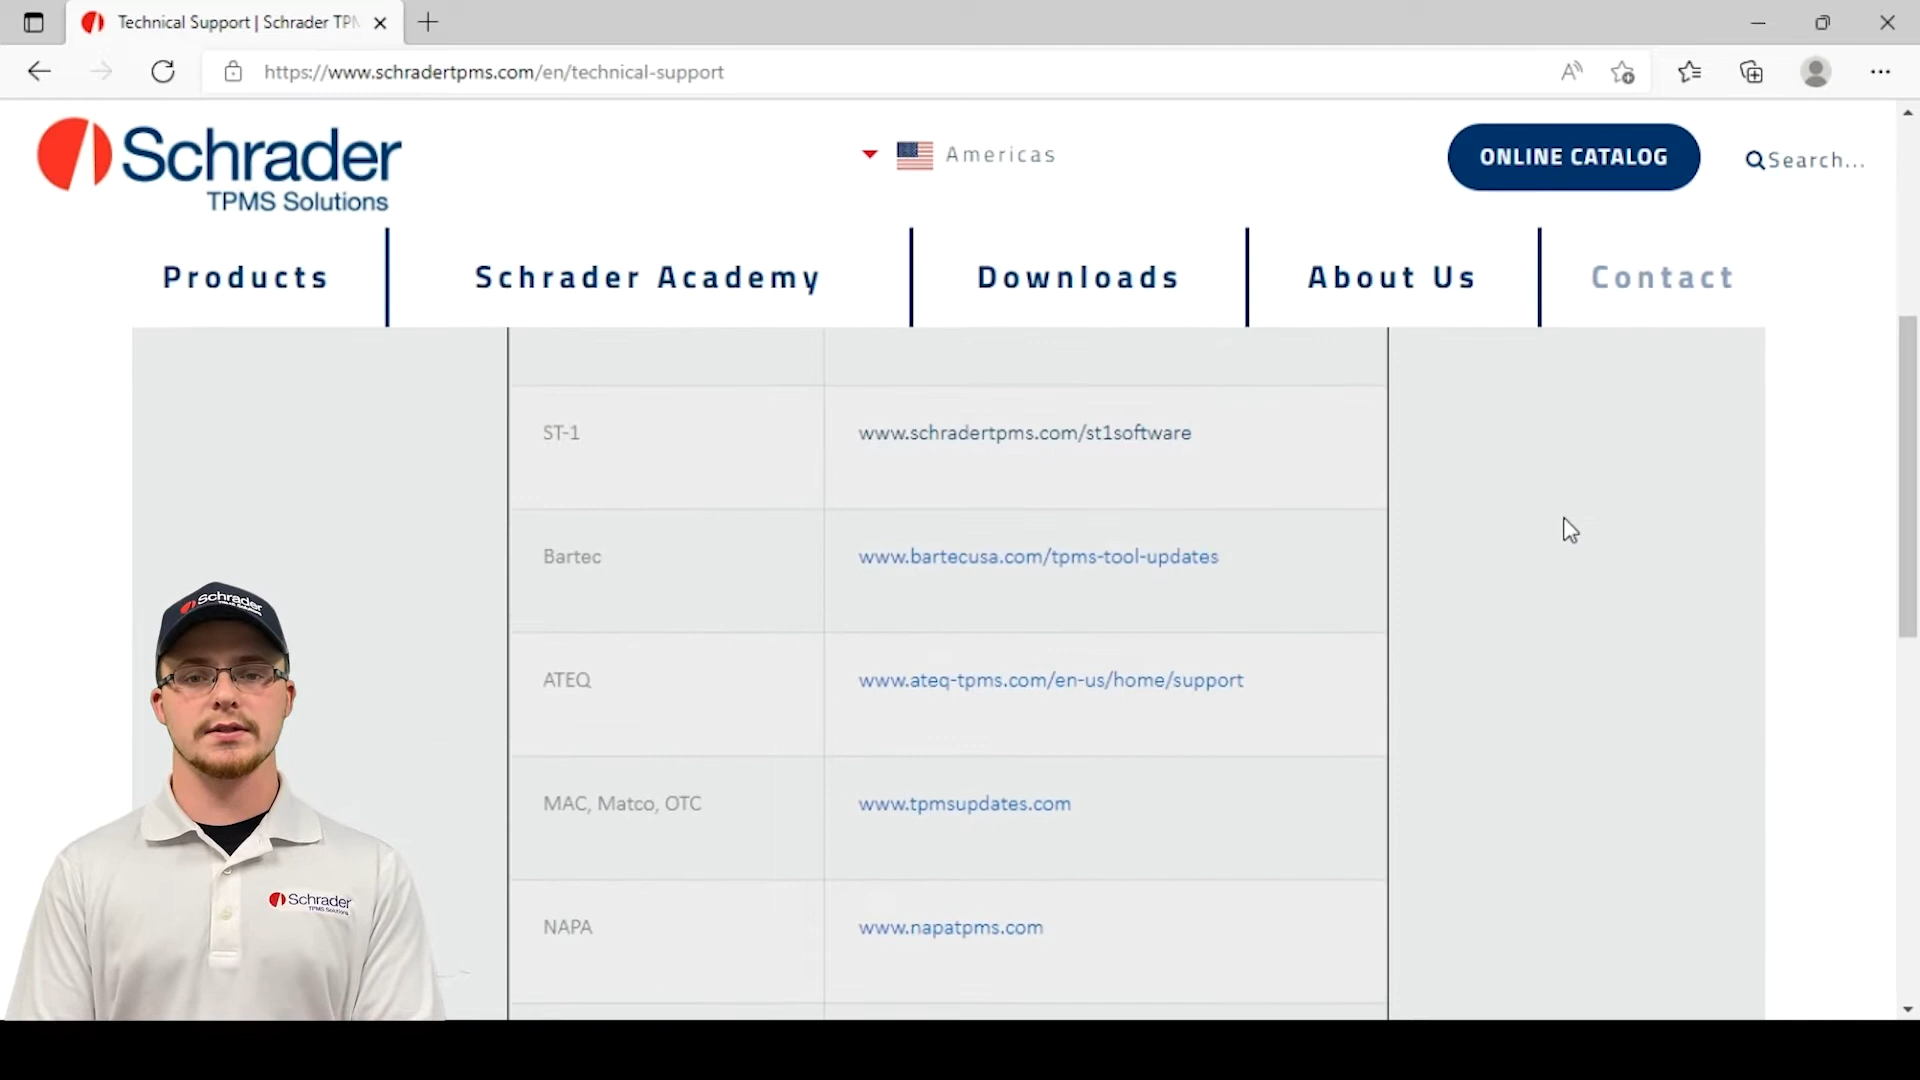 Technical Support | Schrader TPM
https://www.schradertpms.com/en/technical-support
Schrader
TPMS Solutions
Americas
ONLINE CATALOG
Search...
Products
Schrader Academy
Downloads
About Us
Contact
ST-1
www.schradertpms.com/st1software
Bartec
www.bartecusa.com/tpms-tool-updates
ATEQ
www.ateq-tpms.com/en-us/home/support
MAC, Matco, OTC
www.tpmsupdates.com
NAPA
www.napatpms.com
Schrader
TPMS Solutions
Schrader
TPMS Solutions